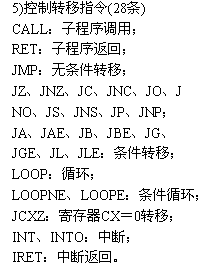 5)控制转移指令(28条)
CALL：子程序调用；
RET：子程序返回；
JMP：无条件转移；
JZ、JNZ、JC、JNC、JO、J
NO、JS、JNS、JP、JNP；
JA、JAE、JB、JBE、JG、
JGE、JL、JLE：条件转移；
LOOP：循环；
LOOPNE、LOOPE：条件循环；
JCXZ：寄存器CX＝0转移；
INT、INTO：中断；
IRET：中断返回。